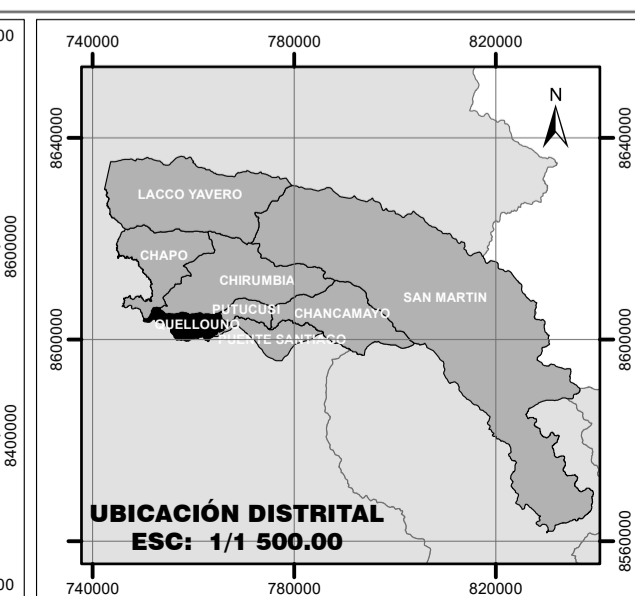 740000 780000 820000
N
8640000 8640000
LACCO YAVERO
8600000
CHAPO
CHIRUMBIA
SAN MARTIN
PUTUCUSI
CHANCAMAYO
QUELLOUNO
PUENTE SANTIAGO
8600000 8600000
8400000
UBICACIÓN DISTRITAL
ESC: 1/1 500.00
8560000
740000 780000 820000